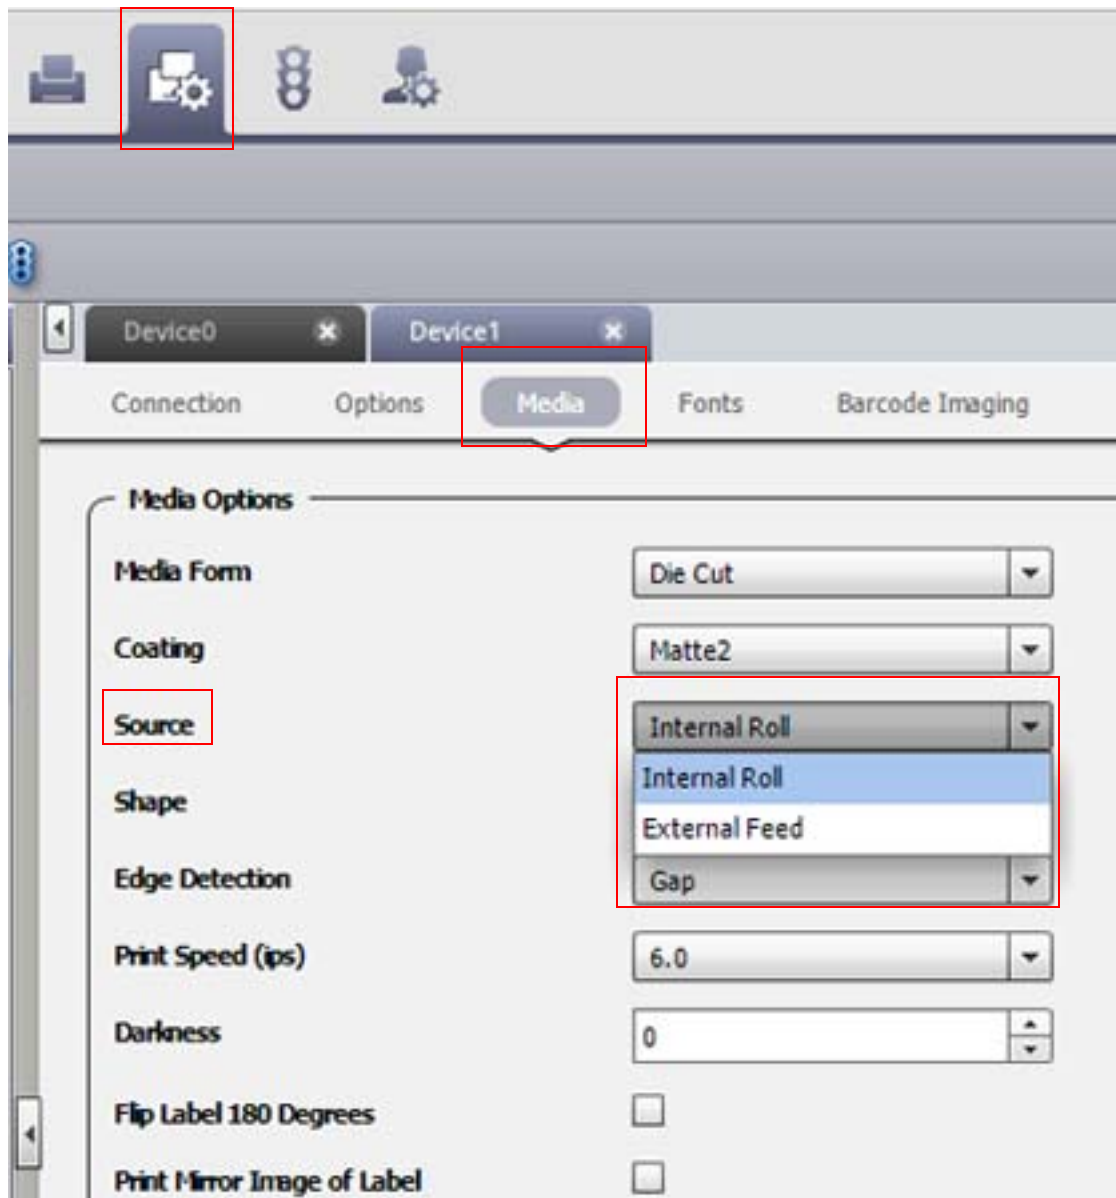 Device0 Device1
Connection Options Media Fonts Barcode Imaging
Media Options
Media Form Die Cut
Coating Matte2
Source Internal Roll
Internal Roll
Shape
External Feed
Edge Detection Gap
Print Speed (ips) 6.0
Darkness 0
Flip Label 180 Degrees
Print Mirror Image of Label